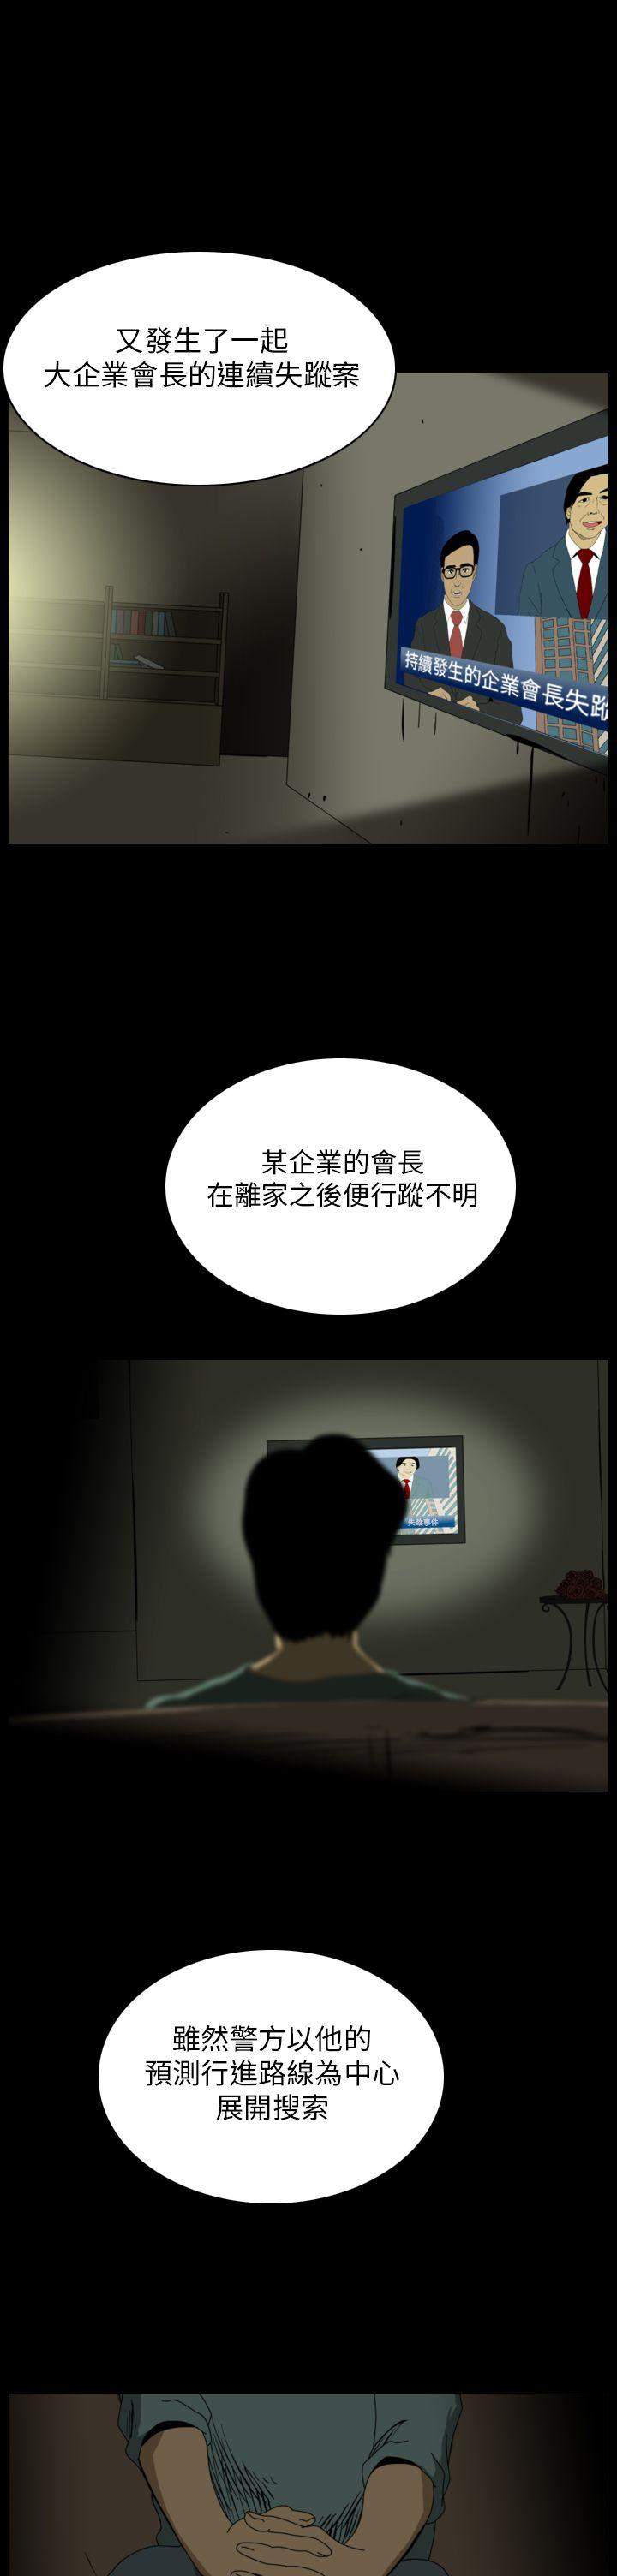 又發生了一起
大企業會長的連續失蹤案
持續發生的企業會長失蹤
某企業的會長
在離家之後便行蹤不明
失蹤事件
雖然警方以他的
預測行進路線為中心
展開搜索